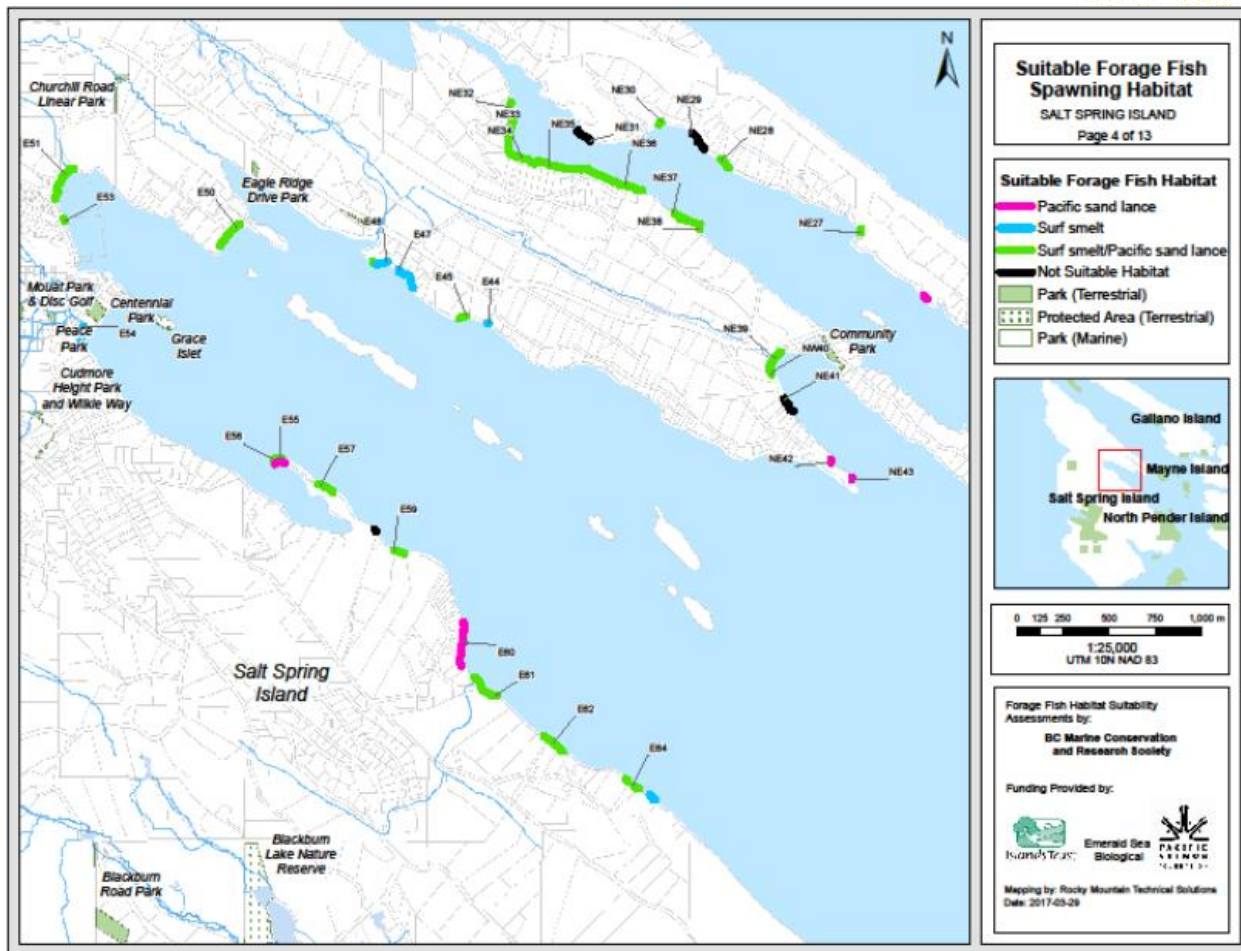 Suitable Forage Fish
Spawning Habitat
SALT SPRING ISLAND
Page 4 of 13
Suitable Forage Fish Habitat
Pacific sand lance
Surf smelt
Surf smelt/Pacific sand lance
Not Suitable Habitat
Park (Terrestrial)
Protected Area (Terrestrial)
Park (Marine)
Galiano Island
Mayne Island
Salt Spring Island
North Pender Island
0 125 250 500 750 1,000 m
1:25,000
UTM 10N NAD 83
Forage Fish Habitat Suitability
Assessments by:
BC Marine Conservation
and Research Society
Funding Provided by:
Islands Trust
Emerald Sea
Biological
PACIFIC
SALMON
Mapping by: Rocky Mountain Technical Solutions
Date: 2017-03-29
N
Churchill Road
Linear Park
E51
E53
E50
Eagle Ridge
Drive Park
E48
E47
E45
E44
NE32
NE33
NE34
NE35
NE31
NE30
NE29
NE28
NE36
NE37
NE38
NE27
NE39
NW40
Community
Park
NE41
NE42
NE43
Mouat Park
& Disc Golf
Centennial
Park
Peace
Park
E54
Grace
Islet
Cudmore
Height Park
and Wilkie Way
E56
E55
E57
E59
E60
E61
E62
E64
Salt Spring
Island
Blackburn
Lake Nature
Reserve
Blackburn
Road Park